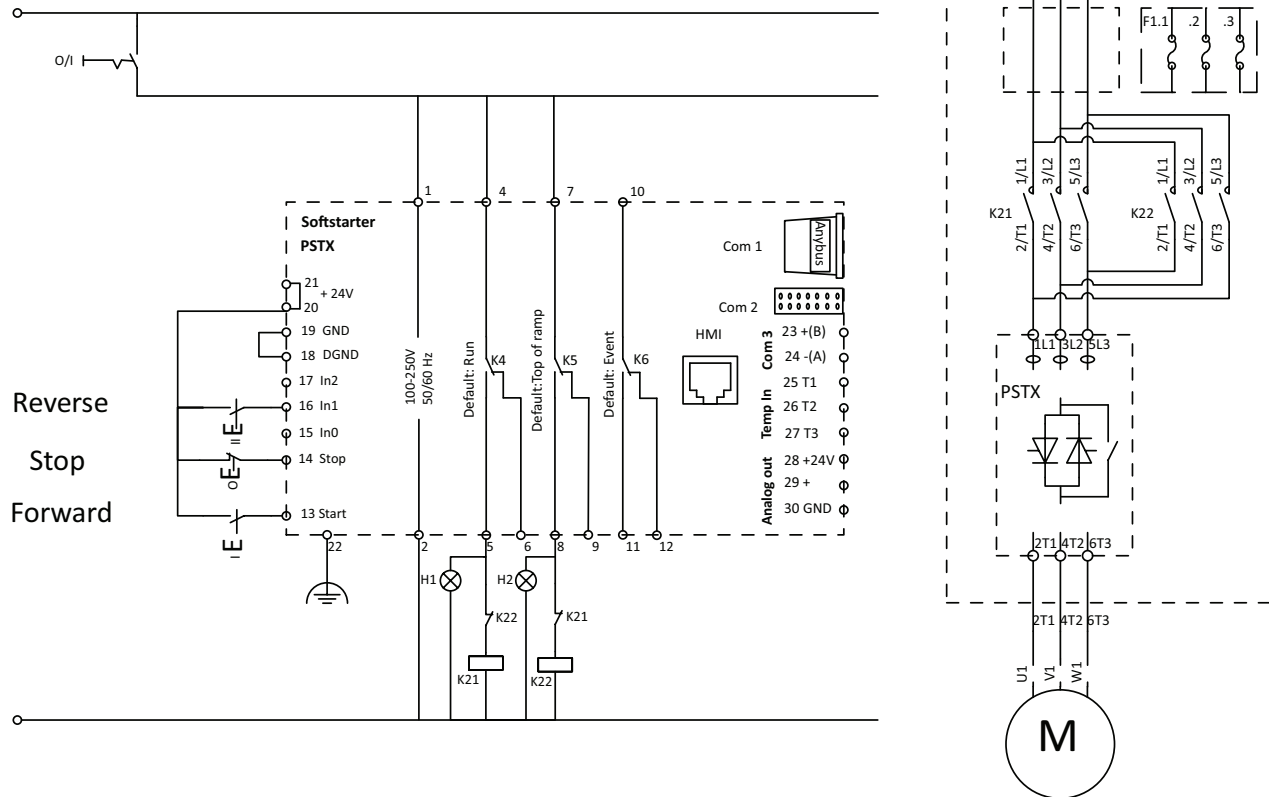 O/I
F1.1 .2 .3
1/L1 3/L2 5/L3
1/L1 3/L2 5/L3
K21
K22
2/T1 4/T2 6/T3
2/T1 4/T2 6/T3
1 4 7 10
Softstarter
PSTX
Com 1
Anybus
Com 2
21
+ 24V
20
19 GND
18 DGND
17 In2
16 In1
15 In0
14 Stop
13 Start
22
Reverse
Stop
Forward
II
O
I
100-250V
50/60 Hz
Default: Run
K4
Default:Top of ramp
K5
Default: Event
K6
HMI
Com 3
23 +(B)
24 -(A)
Temp In
25 T1
26 T2
27 T3
Analog out
28 +24V
29 +
30 GND
2 5 6 8 9 11 12
H1
H2
K22
K21
K21
K22
1L1 3L2 5L3
PSTX
2T1 4T2 6T3
2T1 4T2 6T3
U1 V1 W1
M